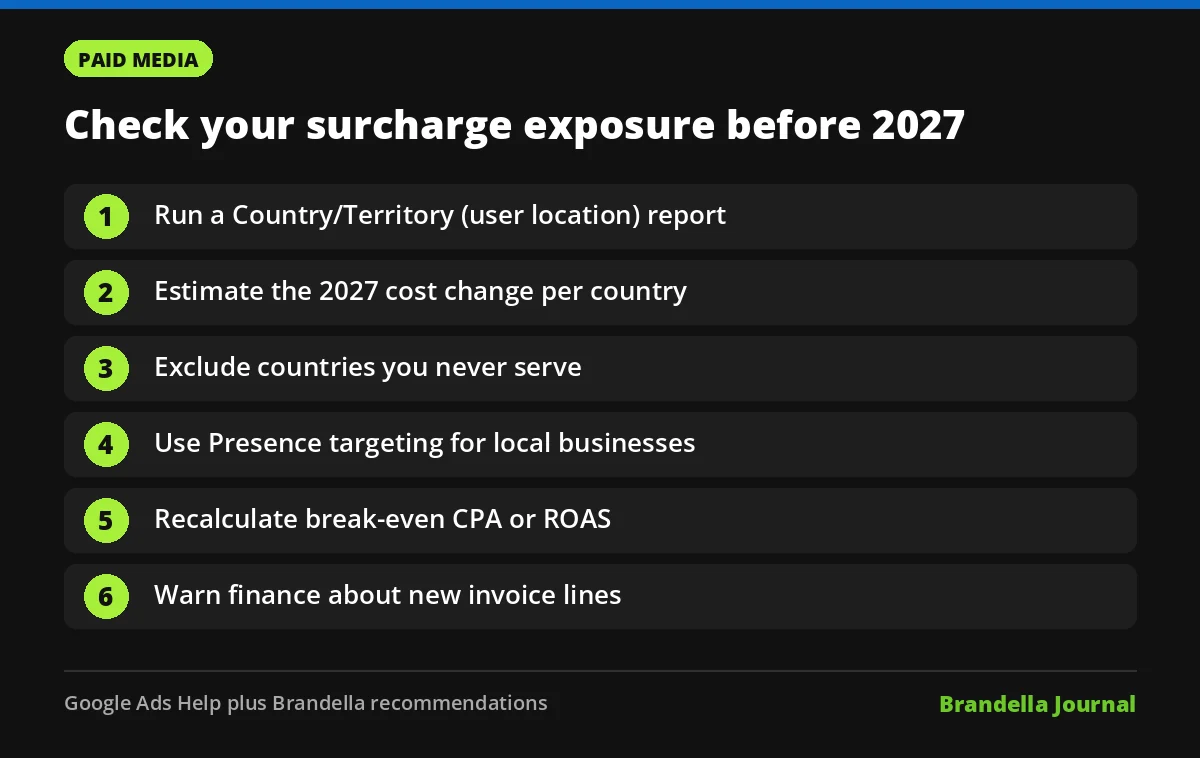 PAID MEDIA
Check your surcharge exposure before 2027
1 Run a Country/Territory (user location) report
2 Estimate the 2027 cost change per country
3 Exclude countries you never serve
4 Use Presence targeting for local businesses
5 Recalculate break-even CPA or ROAS
6 Warn finance about new invoice lines
Google Ads Help plus Brandella recommendations
Brandella Journal